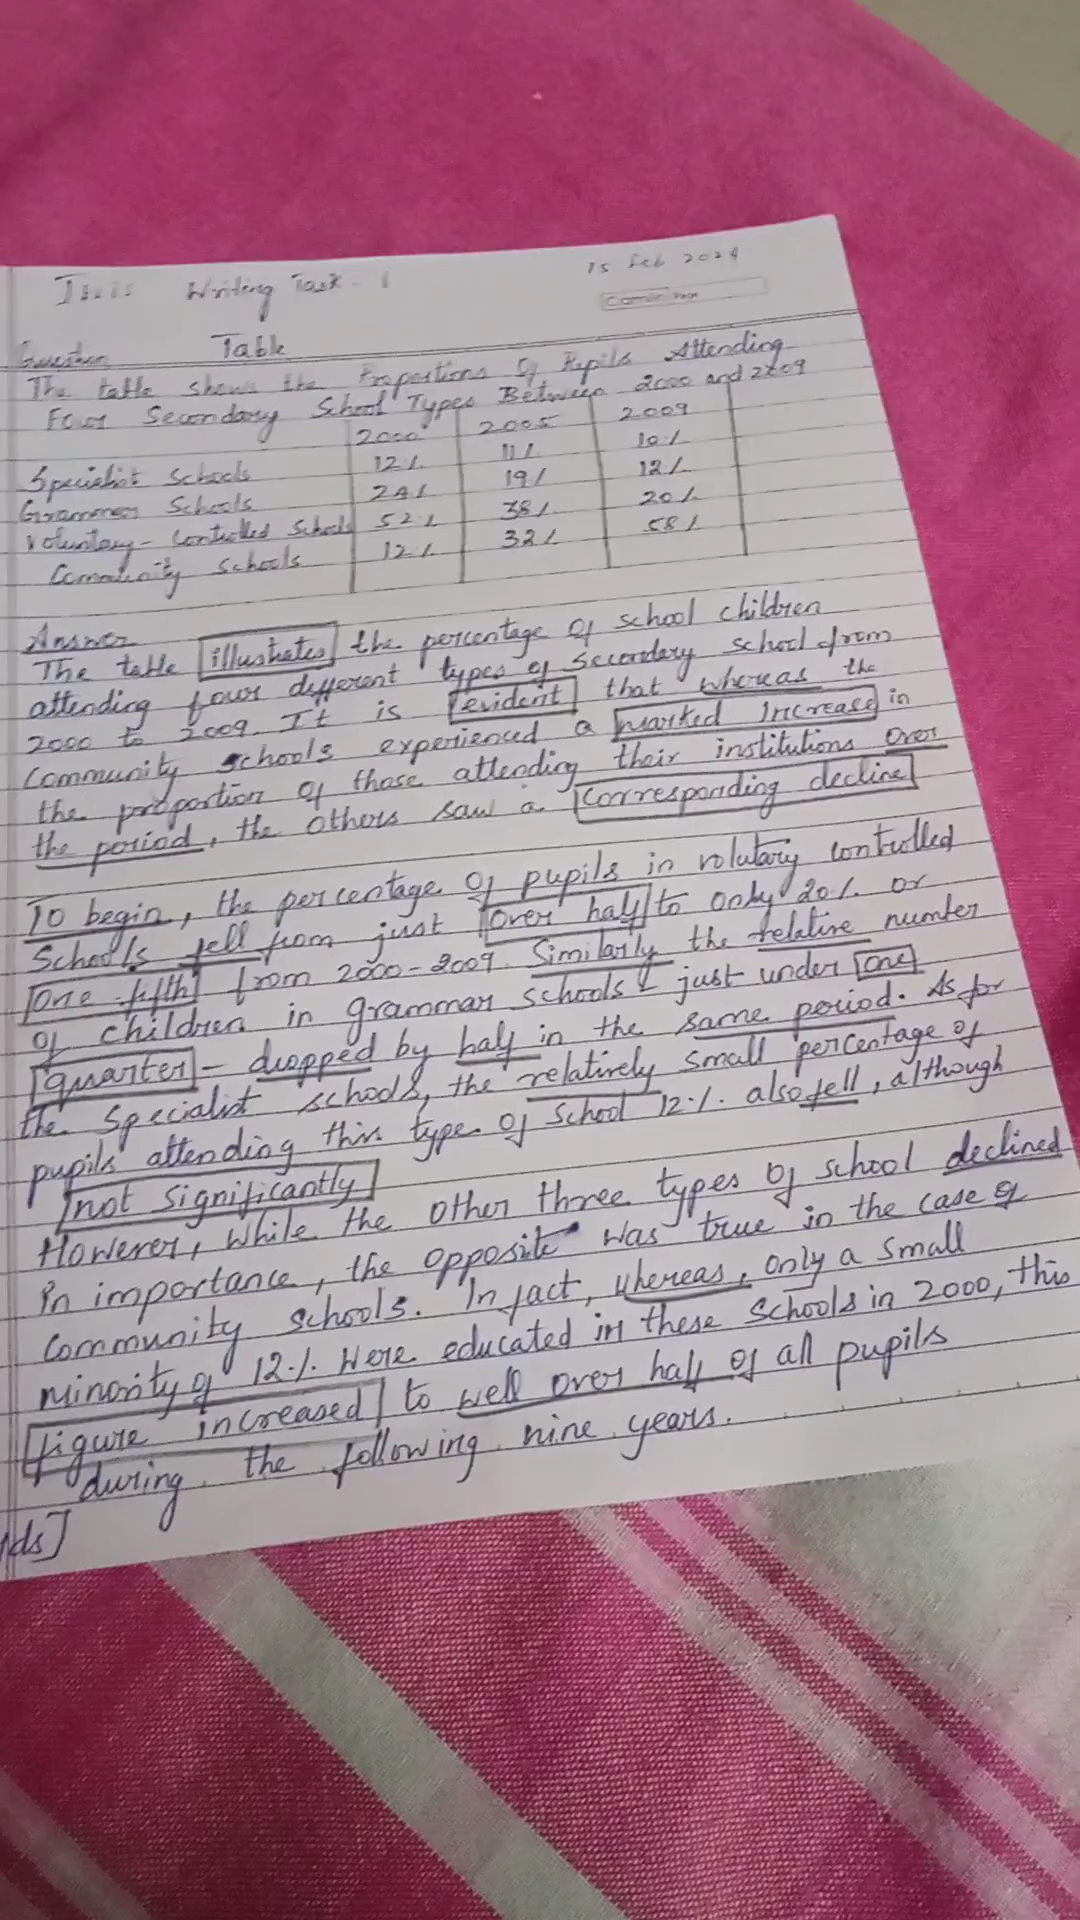 Writing Task - 1
15 Feb 2024
Question Table
The table shows the Proportions Of Pupils Attending
Four Secondary School Types Between 2000 and 2009
2000 2005 2009
Specialist Schools 12% 11% 10%
Grammar Schools 24% 19% 12%
Voluntary - Controlled Schools 52% 38% 20%
Community Schools 12% 32% 58%
Answer
The table illustrates the percentage of school children
attending four different types of Secondary school from
2000 to 2009. It is evident that whereas the
Community schools experienced a marked increase in
the proportion of those attending their institutions over
the period, the others saw a corresponding decline
To begin, the percentage of pupils in volutary controlled
Schools fell from just over half to only 20% or
One fifth from 2000-2009. Similarly the relative number
of children in grammar schools - just under One
quarter - dropped by half in the same period. As for
the Specialist schools, the relatively small percentage of
pupils attending this type of School 12% also fell, although
not significantly
However, while the other three types of school declined
in importance, the opposite was true in the case of
Community schools. In fact, whereas, only a small
minority of 12% Were educated in these Schools in 2000, this
figure increased to well over half of all pupils
during the following nine years.
ds]